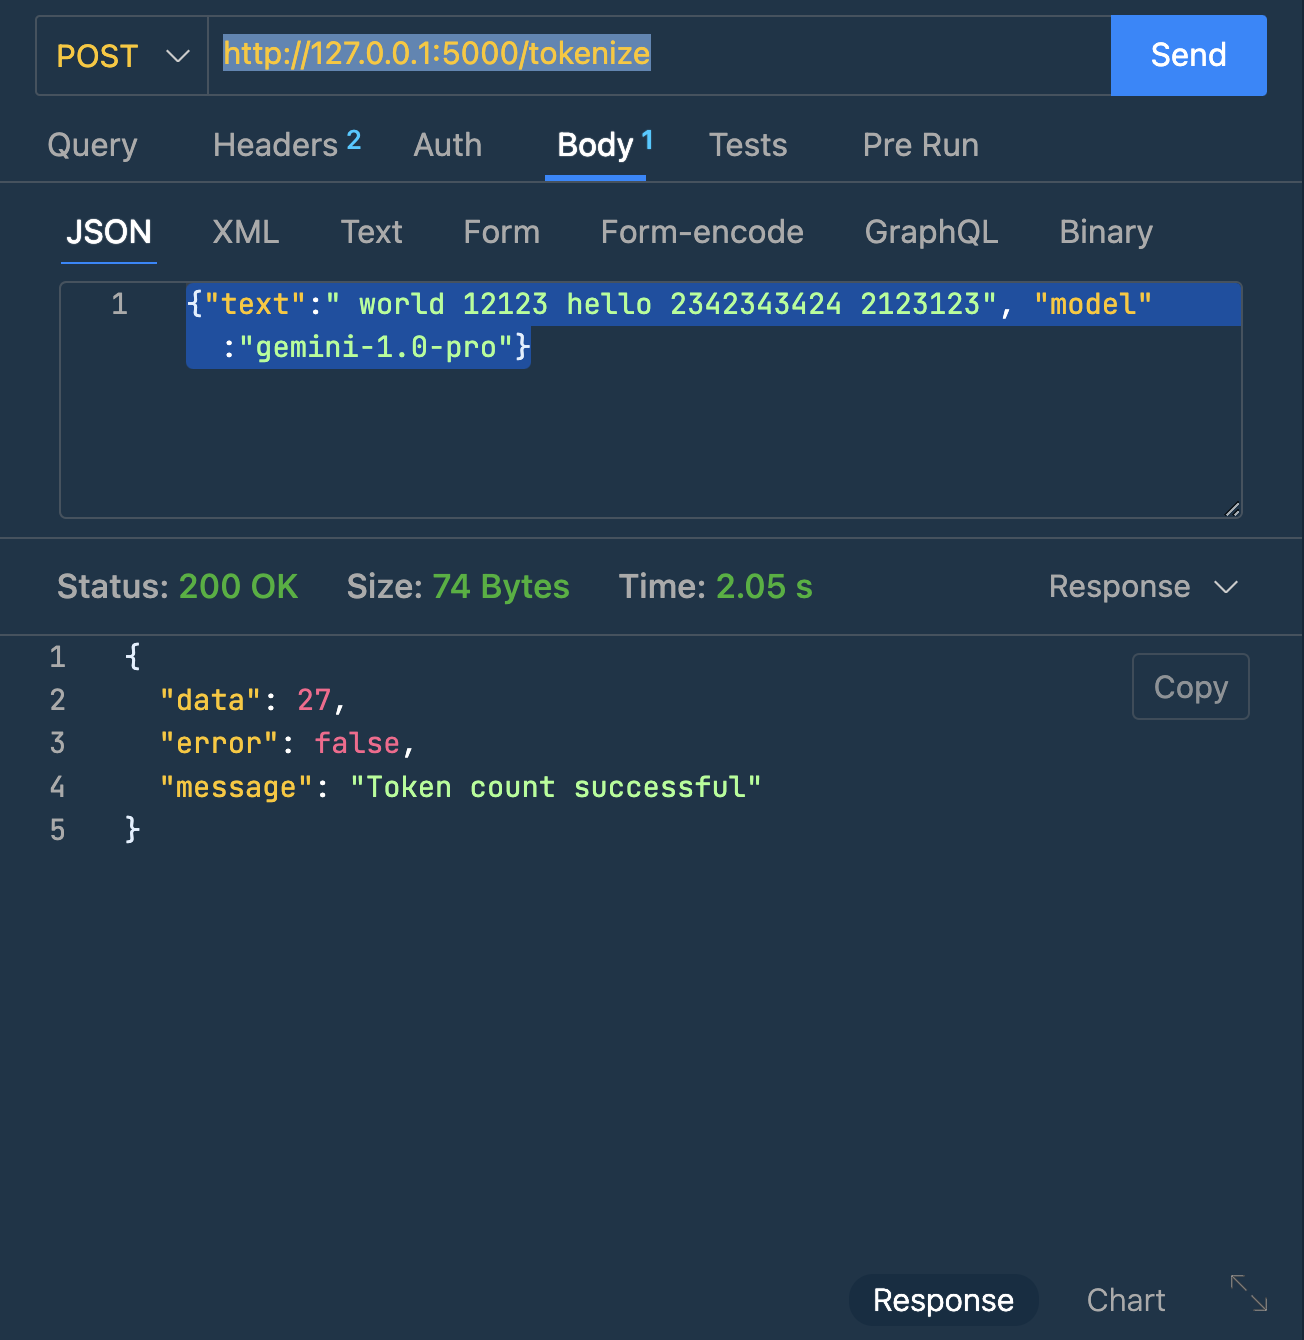 POST http://127.0.0.1:5000/tokenize Send
Query Headers 2 Auth Body 1 Tests Pre Run
JSON XML Text Form Form-encode GraphQL Binary
1 {"text":" world 12123 hello 2342343424 2123123", "model"
:"gemini-1.0-pro"}
Status: 200 OK Size: 74 Bytes Time: 2.05 s Response
1 {
Copy
2 "data": 27,
3 "error": false,
4 "message": "Token count successful"
5 }
Response Chart